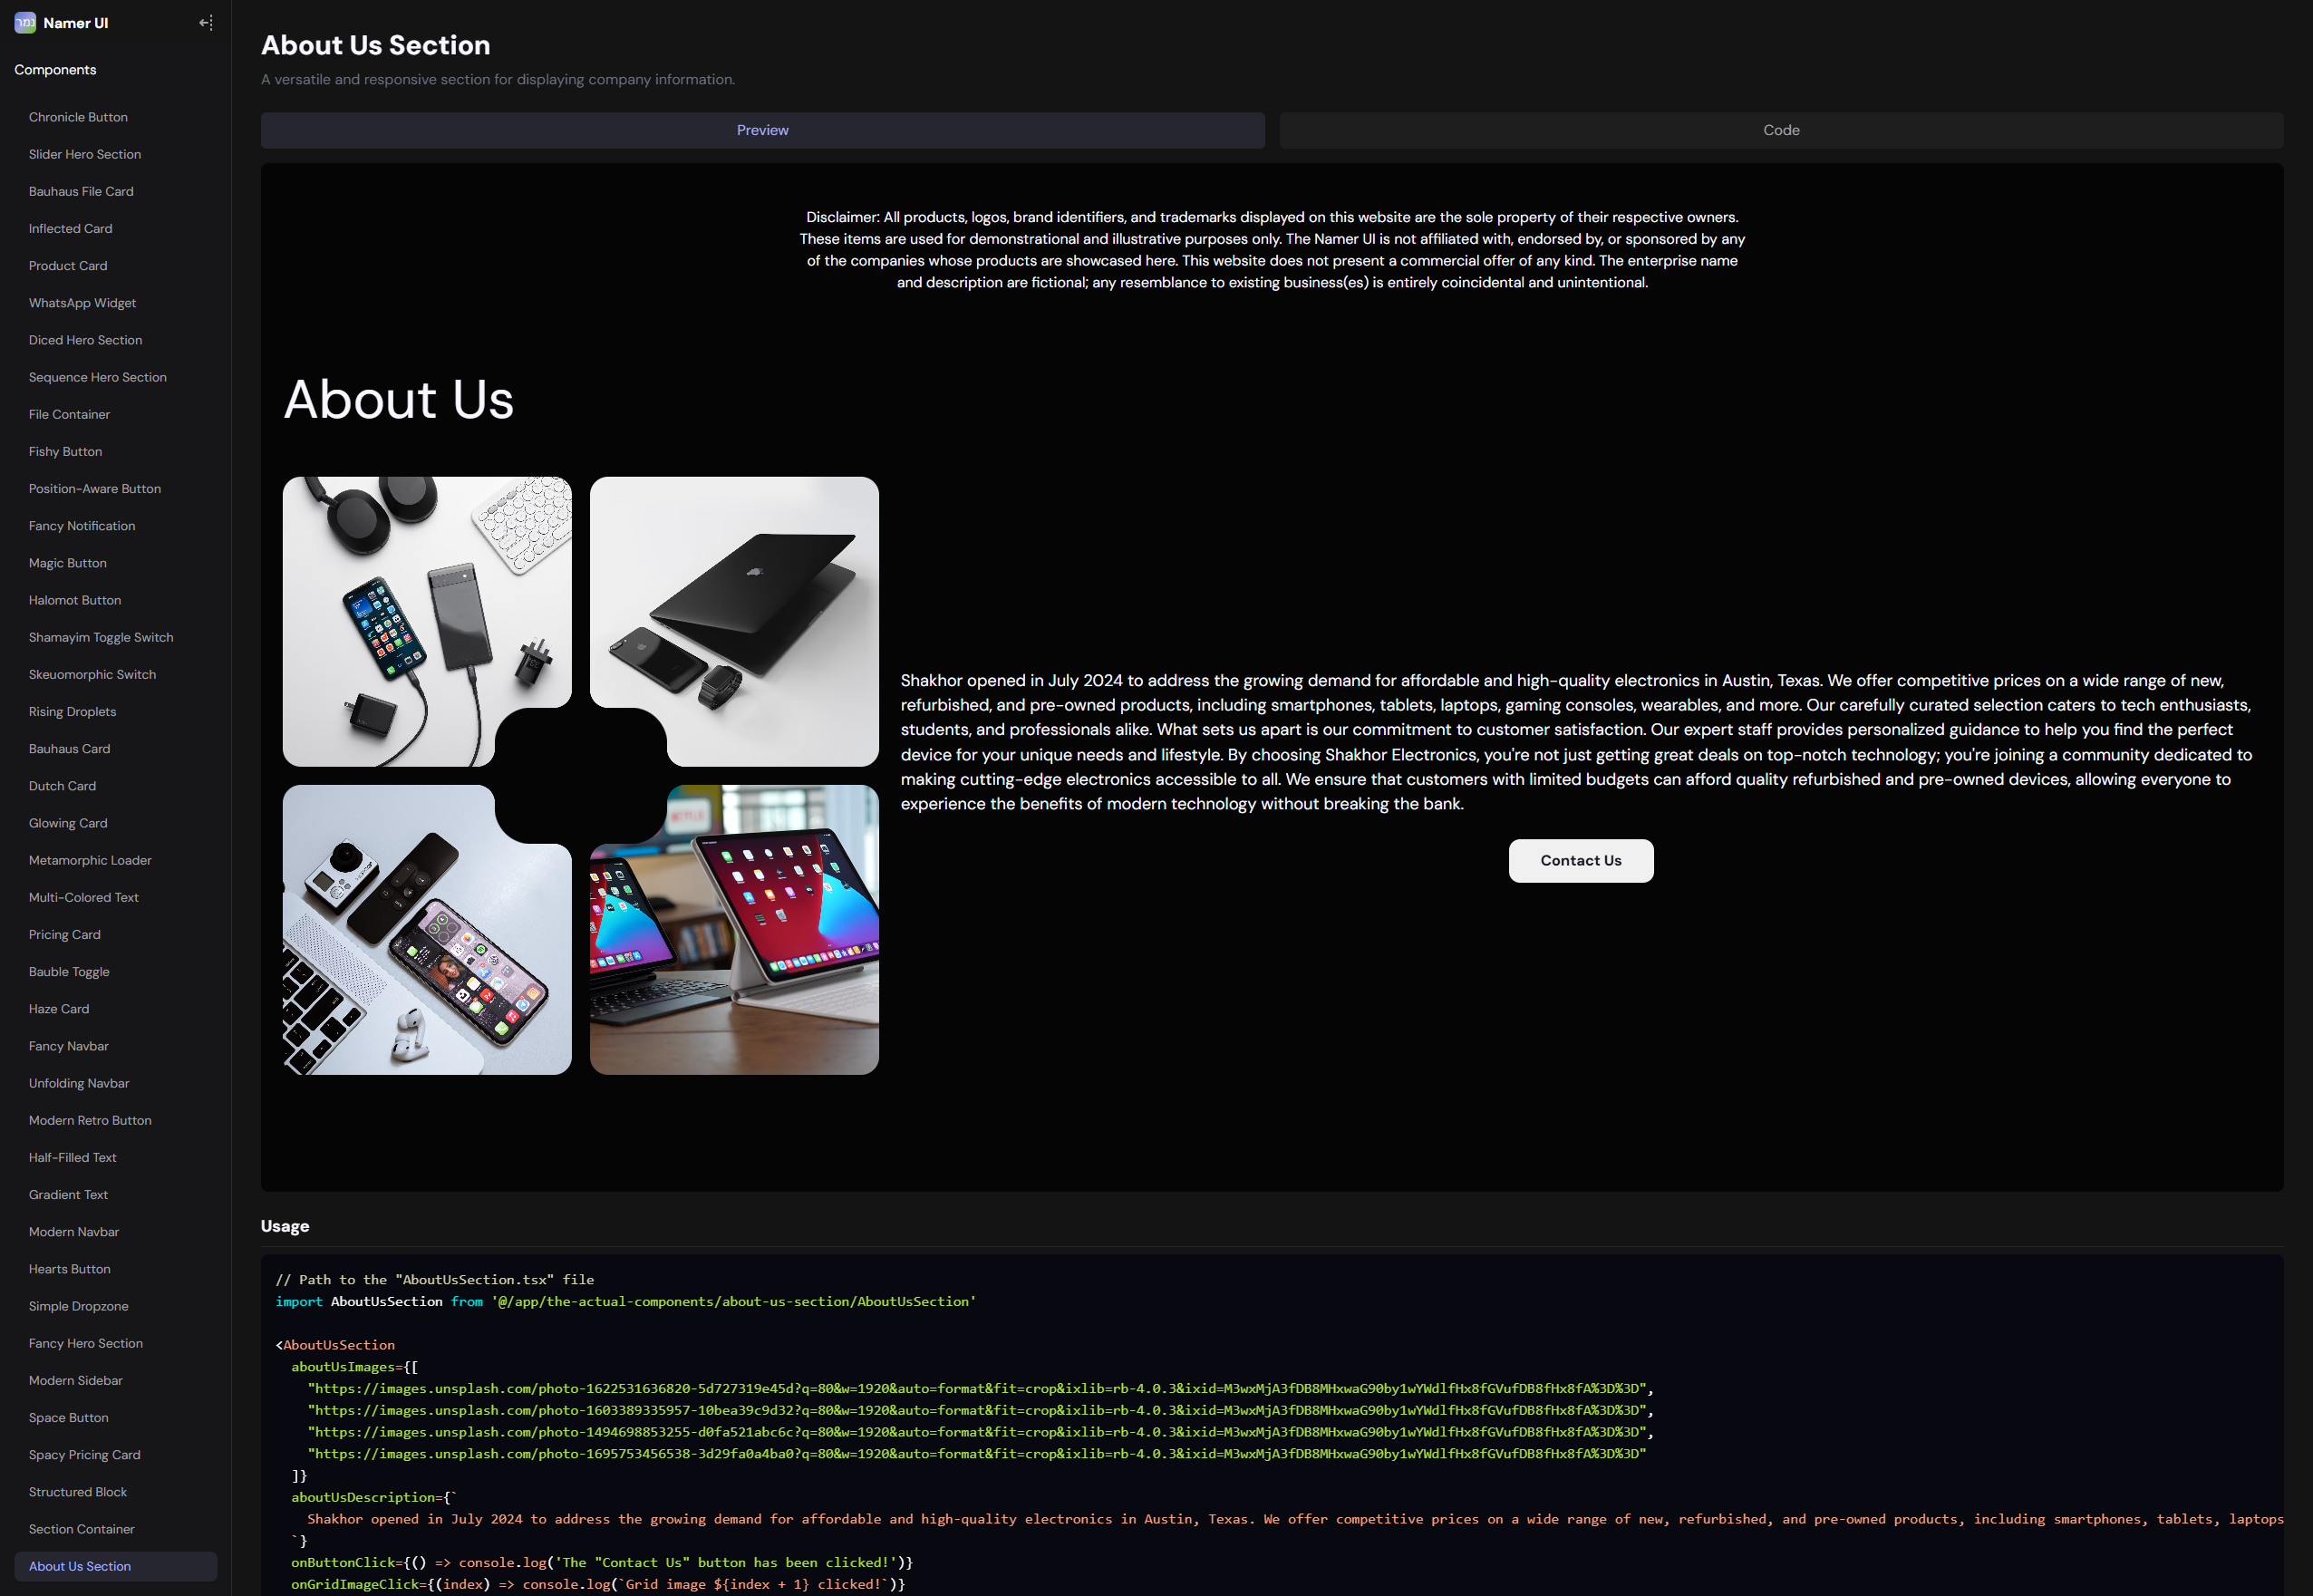 נמר
Namer UI
Components
Chronicle Button
Slider Hero Section
Bauhaus File Card
Inflected Card
Product Card
WhatsApp Widget
Diced Hero Section
Sequence Hero Section
File Container
Fishy Button
Position-Aware Button
Fancy Notification
Magic Button
Halomot Button
Shamayim Toggle Switch
Skeuomorphic Switch
Rising Droplets
Bauhaus Card
Dutch Card
Glowing Card
Metamorphic Loader
Multi-Colored Text
Pricing Card
Bauble Toggle
Haze Card
Fancy Navbar
Unfolding Navbar
Modern Retro Button
Half-Filled Text
Gradient Text
Modern Navbar
Hearts Button
Simple Dropzone
Fancy Hero Section
Modern Sidebar
Space Button
Spacy Pricing Card
Structured Block
Section Container
About Us Section
About Us Section
A versatile and responsive section for displaying company information.
Preview
Code
Disclaimer: All products, logos, brand identifiers, and trademarks displayed on this website are the sole property of their respective owners.
These items are used for demonstrational and illustrative purposes only. The Namer UI is not affiliated with, endorsed by, or sponsored by any
of the companies whose products are showcased here. This website does not present a commercial offer of any kind. The enterprise name
and description are fictional; any resemblance to existing business(es) is entirely coincidental and unintentional.
About Us
NETFLIX
Shakhor opened in July 2024 to address the growing demand for affordable and high-quality electronics in Austin, Texas. We offer competitive prices on a wide range of new,
refurbished, and pre-owned products, including smartphones, tablets, laptops, gaming consoles, wearables, and more. Our carefully curated selection caters to tech enthusiasts,
students, and professionals alike. What sets us apart is our commitment to customer satisfaction. Our expert staff provides personalized guidance to help you find the perfect
device for your unique needs and lifestyle. By choosing Shakhor Electronics, you're not just getting great deals on top-notch technology; you're joining a community dedicated to
making cutting-edge electronics accessible to all. We ensure that customers with limited budgets can afford quality refurbished and pre-owned devices, allowing everyone to
experience the benefits of modern technology without breaking the bank.
Contact Us
Usage
// Path to the "AboutUsSection.tsx" file
import AboutUsSection from '@/app/the-actual-components/about-us-section/AboutUsSection'
<AboutUsSection
aboutUsImages={[
"https://images.unsplash.com/photo-1622531636820-5d727319e45d?q=80&w=1920&auto=format&fit=crop&ixlib=rb-4.0.3&ixid=M3wxMjA3fDB8MHxwaG90by1wYWdlfHx8fGVufDB8fHx8fA%3D%3D",
"https://images.unsplash.com/photo-1603389335957-10bea39c9d32?q=80&w=1920&auto=format&fit=crop&ixlib=rb-4.0.3&ixid=M3wxMjA3fDB8MHxwaG90by1wYWdlfHx8fGVufDB8fHx8fA%3D%3D",
"https://images.unsplash.com/photo-1494698853255-d0fa521abc6c?q=80&w=1920&auto=format&fit=crop&ixlib=rb-4.0.3&ixid=M3wxMjA3fDB8MHxwaG90by1wYWdlfHx8fGVufDB8fHx8fA%3D%3D",
"https://images.unsplash.com/photo-1695753456538-3d29fa0a4ba0?q=80&w=1920&auto=format&fit=crop&ixlib=rb-4.0.3&ixid=M3wxMjA3fDB8MHxwaG90by1wYWdlfHx8fGVufDB8fHx8fA%3D%3D"
]}
aboutUsDescription={`
Shakhor opened in July 2024 to address the growing demand for affordable and high-quality electronics in Austin, Texas. We offer competitive prices on a wide range of new, refurbished, and pre-owned products, including smartphones, tablets, laptops
`}
onButtonClick={() => console.log('The "Contact Us" button has been clicked!')}
onGridImageClick={(index) => console.log(`Grid image ${index + 1} clicked!`)}